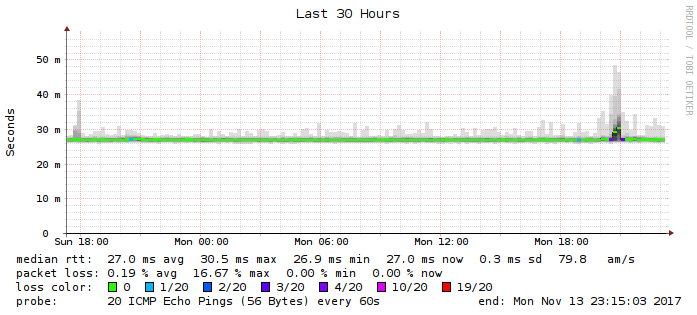 Last 30 Hours
RRDTOOL / TOBI OETIKER
Seconds
50 m
40 m
30 m
20 m
10 m
0
Sun 18:00 Mon 00:00 Mon 06:00 Mon 12:00 Mon 18:00
median rtt: 27.0 ms avg 30.5 ms max 26.9 ms min 27.0 ms now 0.3 ms sd 79.8 am/s
packet loss: 0.19 % avg 16.67 % max 0.00 % min 0.00 % now
loss color: 0 1/20 2/20 3/20 4/20 10/20 19/20
probe: 20 ICMP Echo Pings (56 Bytes) every 60s end: Mon Nov 13 23:15:03 2017